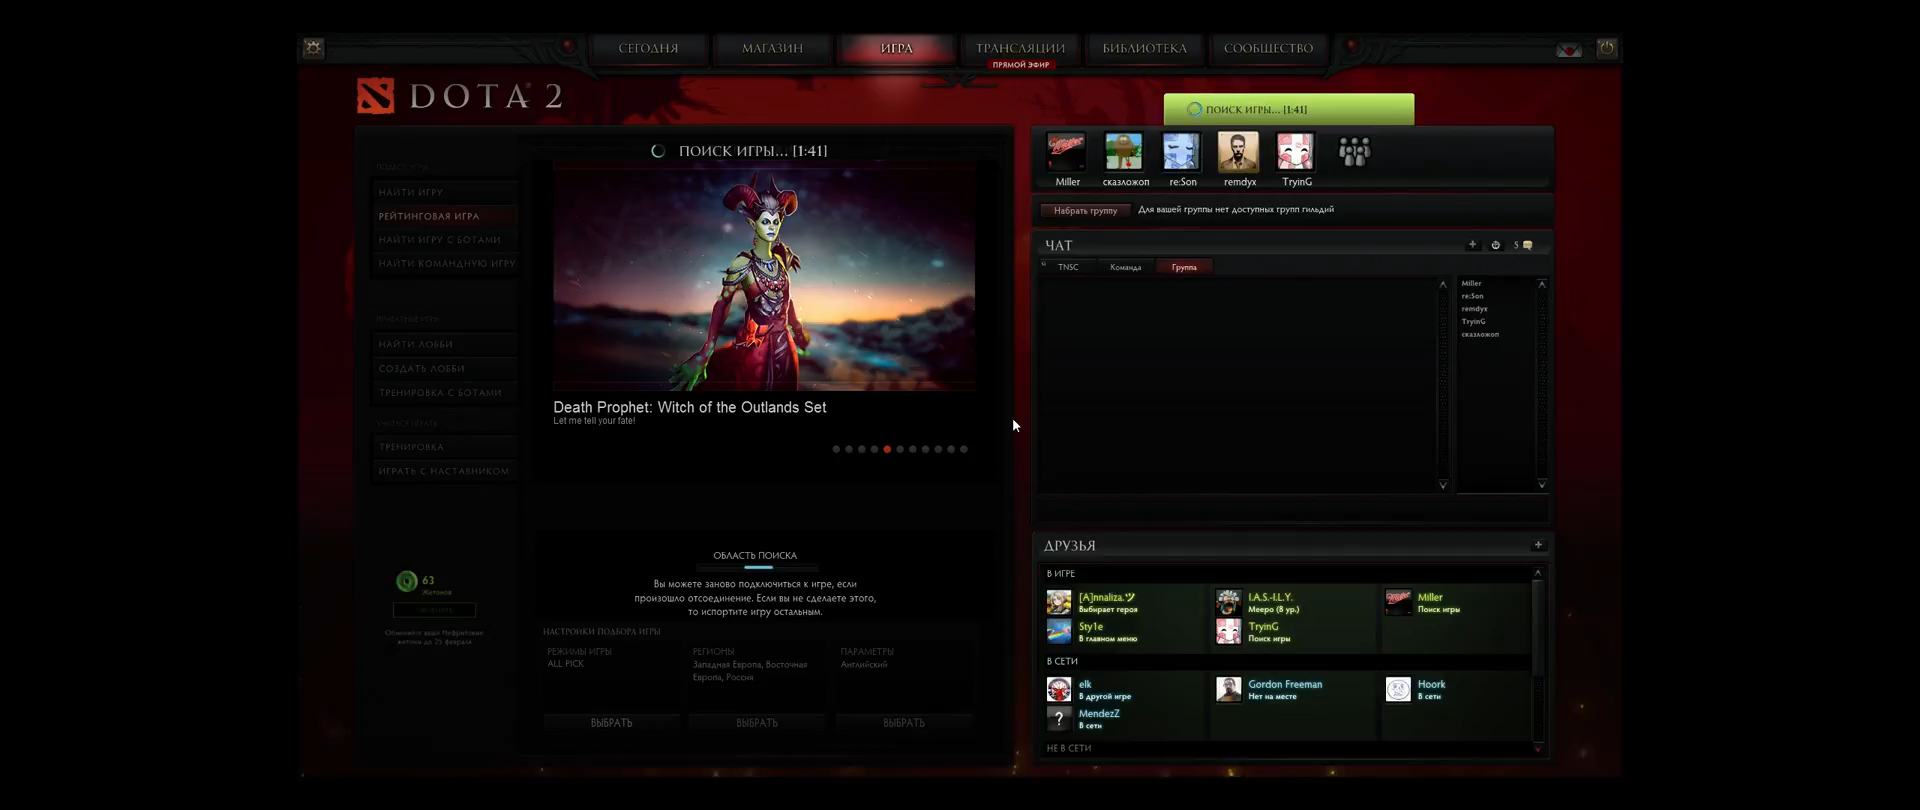 СЕГОДНЯ
МАГАЗИН
ИГРА
ТРАНСЛЯЦИИ
ПРЯМОЙ ЭФИР
БИБЛИОТЕКА
СООБЩЕСТВО
DOTA 2
ПОИСК ИГРЫ... [1:41]
ПОИСК ИГРЫ... [1:41]
НАЙТИ ИГРУ
РЕЙТИНГОВАЯ ИГРА
НАЙТИ ИГРУ С БОТАМИ
НАЙТИ КОМАНДНУЮ ИГРУ
НАЙТИ ЛОББИ
СОЗДАТЬ ЛОББИ
ТРЕНИРОВКА С БОТАМИ
ТРЕНИРОВКА
ИГРАТЬ С НАСТАВНИКОМ
63
Жетонов
Death Prophet: Witch of the Outlands Set
Let me tell your fate!
ОБЛАСТЬ ПОИСКА
Вы можете заново подключиться к игре, если
произошло отсоединение. Если вы не сделаете этого,
то испортите игру остальным.
НАСТРОЙКИ ПОДБОРА ИГРЫ
РЕЖИМЫ ИГРЫ
ALL PICK
ВЫБРАТЬ
РЕГИОНЫ
Западная Европа, Восточная
Европа, Россия
ВЫБРАТЬ
ПАРАМЕТРЫ
Английский
ВЫБРАТЬ
Miller
сказложоп
re:Son
remdyx
TryinG
Набрать группу
Для вашей группы нет доступных групп гильдий
ЧАТ
5
TNSC
Команда
Группа
Miller
re:Son
remdyx
TryinG
сказложоп
ДРУЗЬЯ
В ИГРЕ
[A]nnaliza.ツ
Выбирает героя
I.A.S.-I.L.Y.
Мееро (8 ур.)
Miller
Поиск игры
Sty1e
В главном меню
TryinG
Поиск игры
В СЕТИ
elk
В другой игре
Gordon Freeman
Нет на месте
Hoork
В сети
MendezZ
В сети
НЕ В СЕТИ